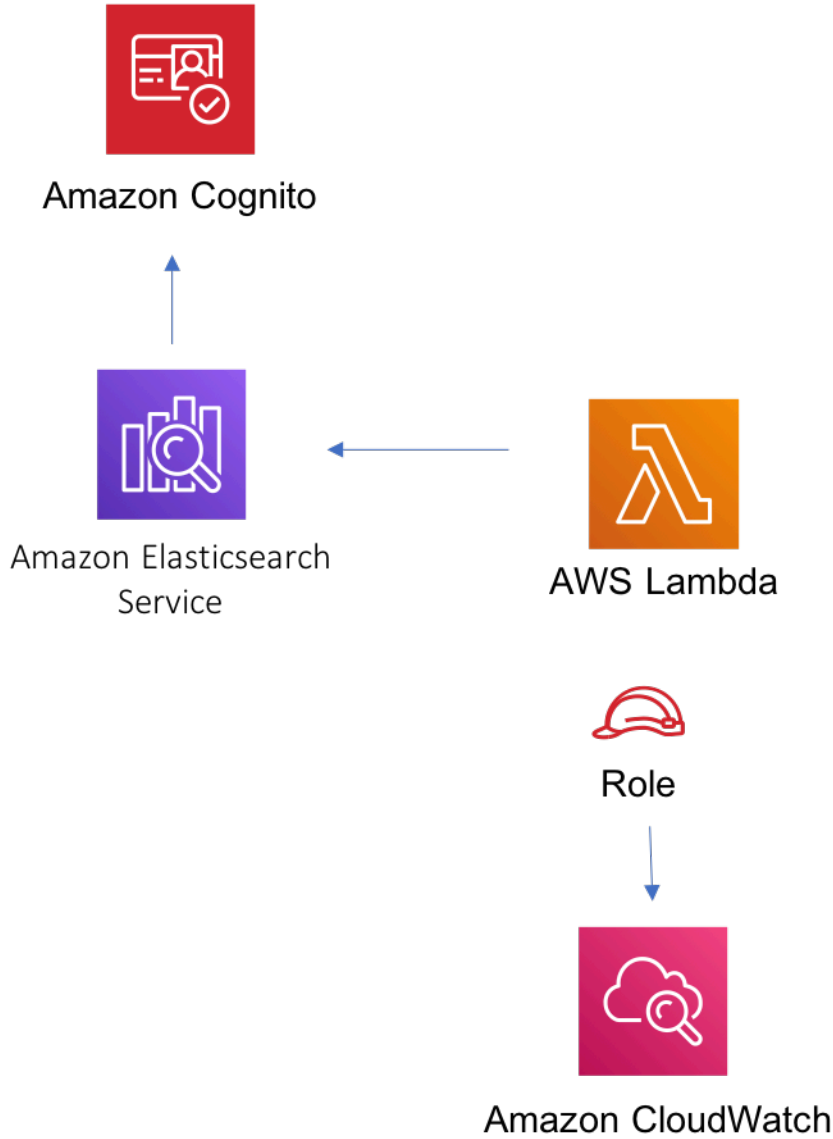 Amazon Cognito
Amazon Elasticsearch
Service
AWS Lambda
Role
Amazon CloudWatch